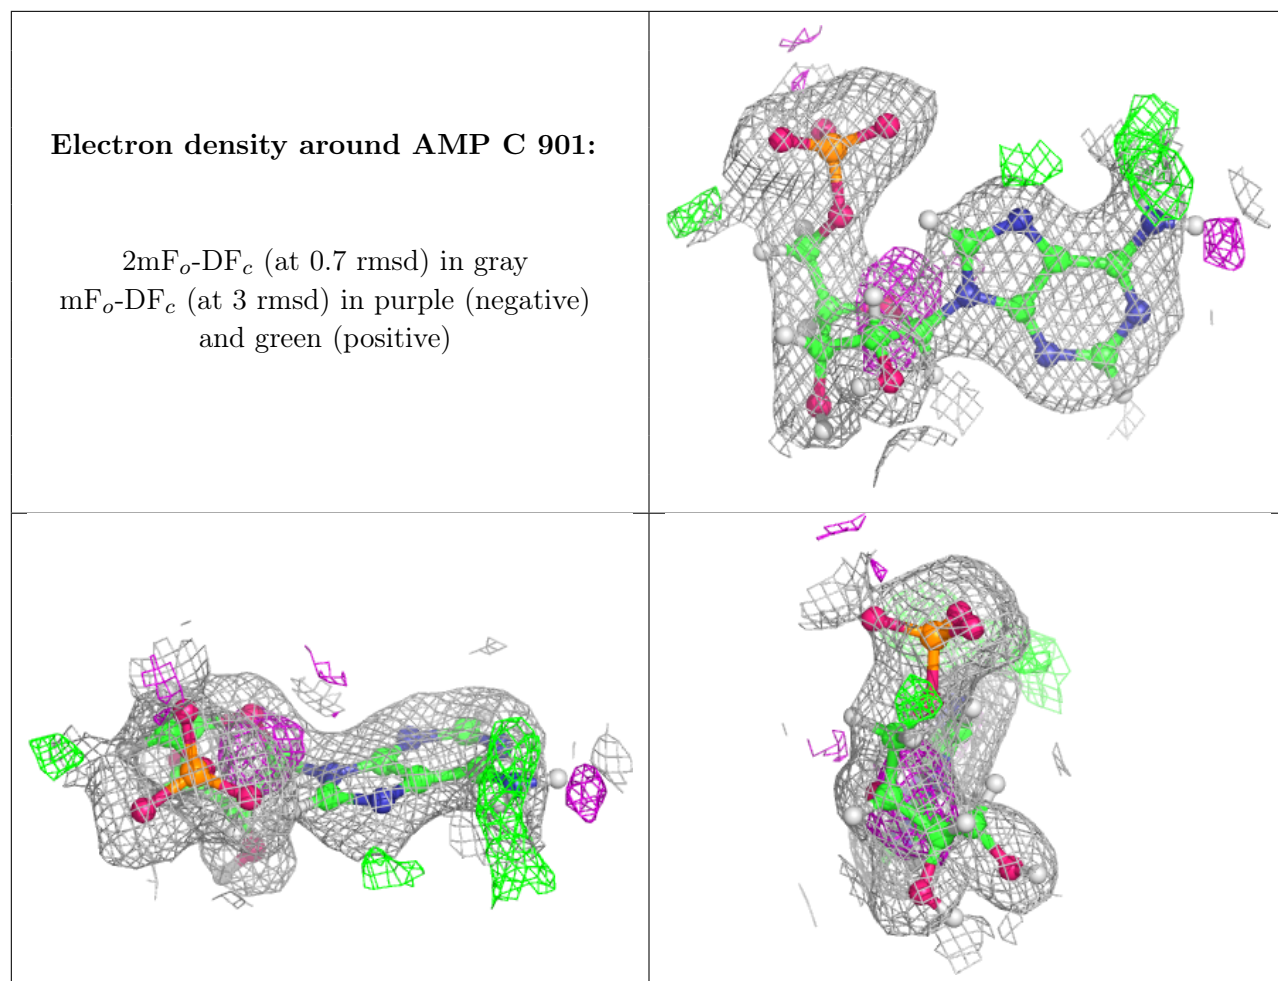 Electron density around AMP C 901:
2mFo-DFc (at 0.7 rmsd) in gray
mFo-DFc (at 3 rmsd) in purple (negative)
and green (positive)